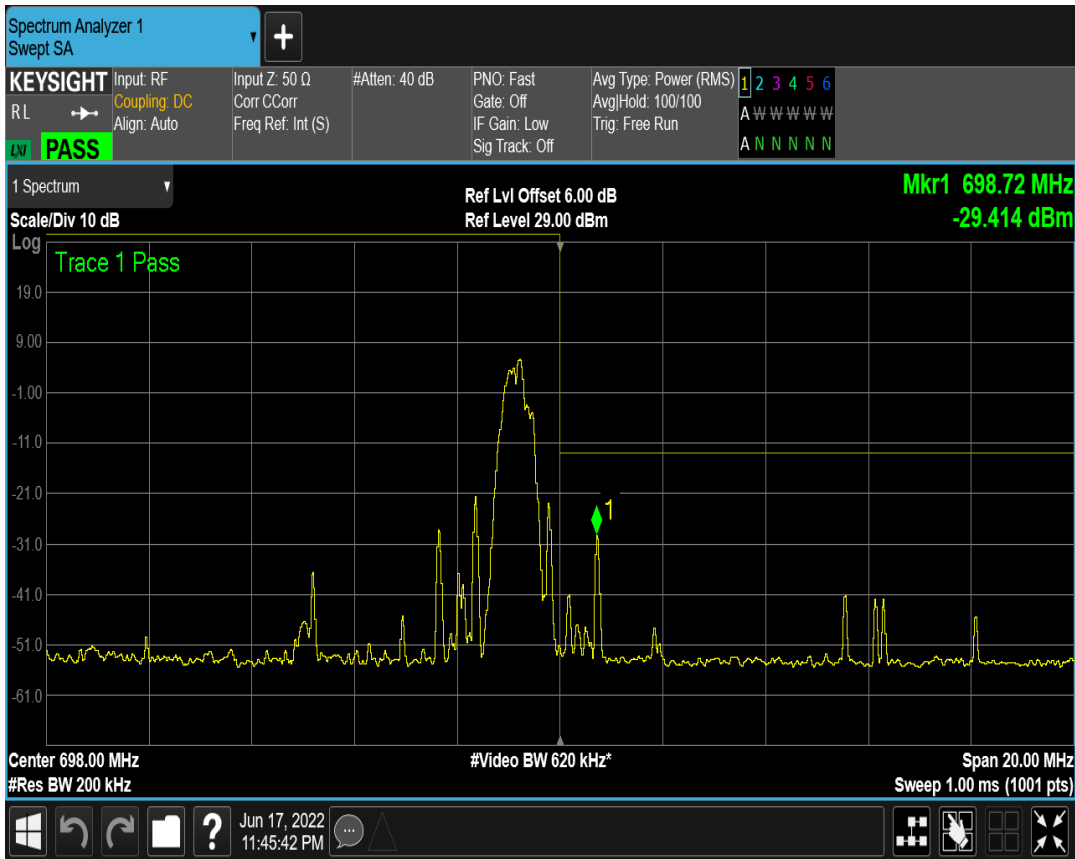 Spectrum Analyzer 1
Swept SA
+
KEYSIGHT
RL
LXI PASS
Input: RF
Coupling: DC
Align: Auto
Input Z: 50 Ω
Corr CCorr
Freq Ref: Int (S)
#Atten: 40 dB
PNO: Fast
Gate: Off
IF Gain: Low
Sig Track: Off
Avg Type: Power (RMS)
Avg|Hold: 100/100
Trig: Free Run
1 2 3 4 5 6
A W W W W W
A N N N N N
1 Spectrum
Scale/Div 10 dB
Ref Lvl Offset 6.00 dB
Ref Level 29.00 dBm
Mkr1 698.72 MHz
-29.414 dBm
Log
Trace 1 Pass
19.0
9.00
-1.00
-11.0
-21.0
1
-31.0
-41.0
-51.0
-61.0
Center 698.00 MHz
#Res BW 200 kHz
#Video BW 620 kHz*
Span 20.00 MHz
Sweep 1.00 ms (1001 pts)
?
Jun 17, 2022
11:45:42 PM